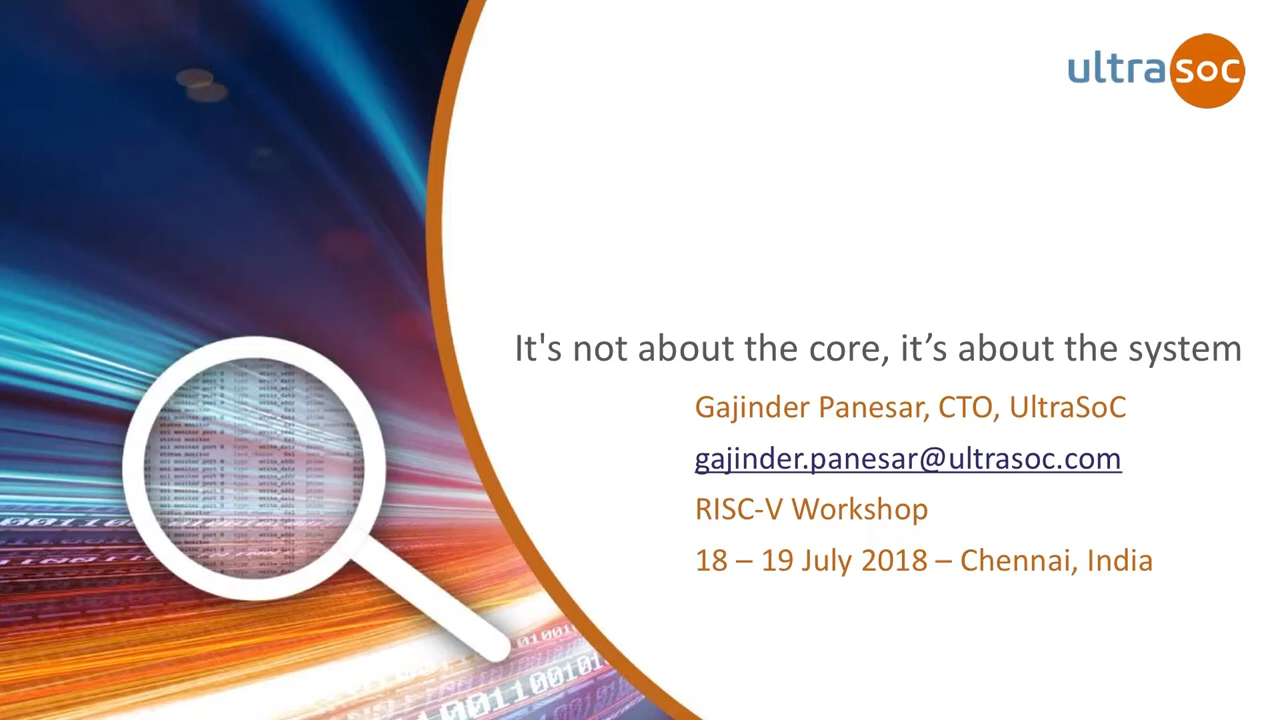 ultrasoc
It's not about the core, it’s about the system
Gajinder Panesar, CTO, UltraSoC
gajinder.panesar@ultrasoc.com
RISC-V Workshop
18 – 19 July 2018 – Chennai, India